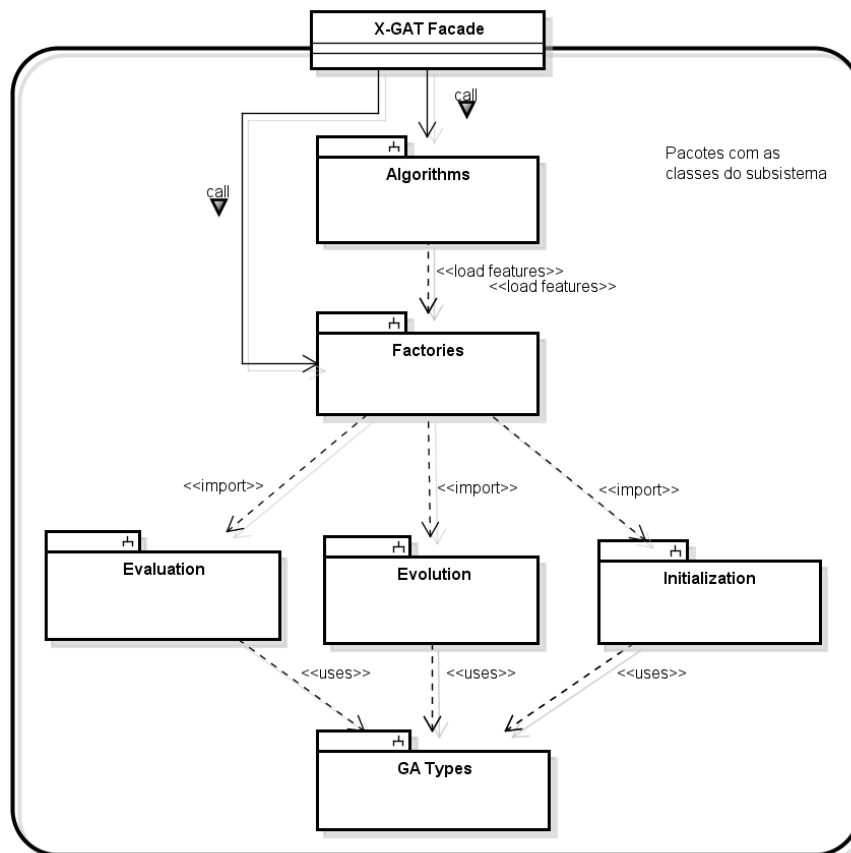 X-GAT Facade
call
Algorithms
Pacotes com as
classes do subsistema
call
<<load features>>
<<load features>>
Factories
<<import>>
<<import>>
<<import>>
Evaluation
Evolution
Initialization
<<uses>>
<<uses>>
<<uses>>
GA Types